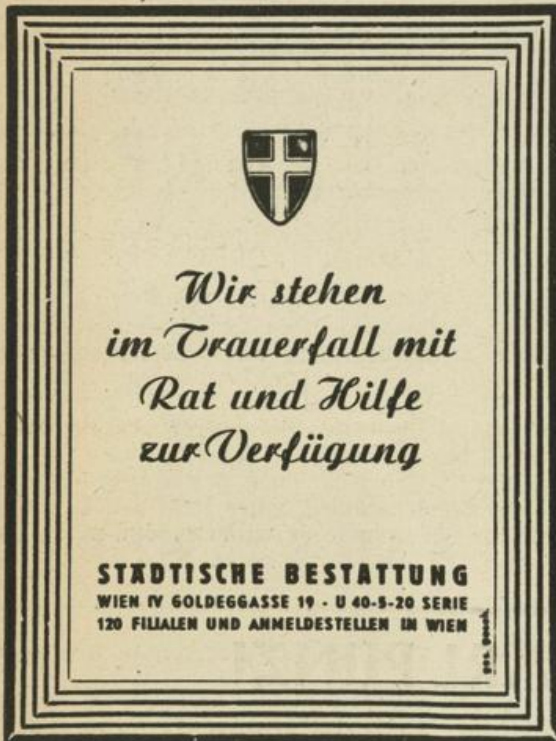 Wir stehen
im Trauerfall mit
Rat und Hilfe
zur Verfügung
STÄDTISCHE BESTATTUNG
WIEN IV GOLDEGGASSE 19 - U 40-5-20 SERIE
120 FILIALEN UND ANMELDESTELLEN IN WIEN